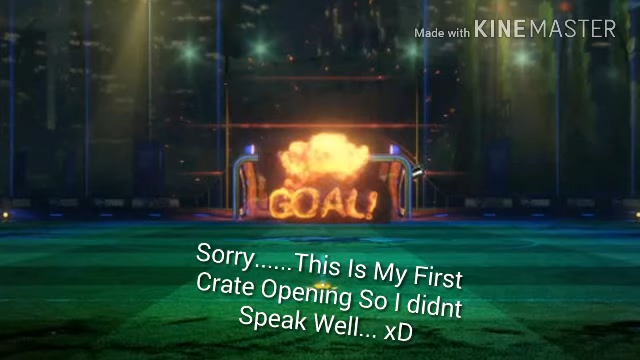 Made with KINEMASTER
GOAL!
Sorry......This Is My First
Crate Opening So I didnt
Speak Well... xD